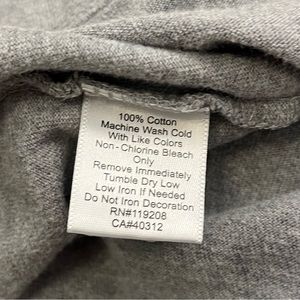 100% Cotton
Machine Wash Cold
With Like Colors
Non-Chlorine Bleach
Only
Remove Immediately
Tumble Dry Low
Low Iron If Needed
Do Not Iron Decoration
RN#119208
CA#40312